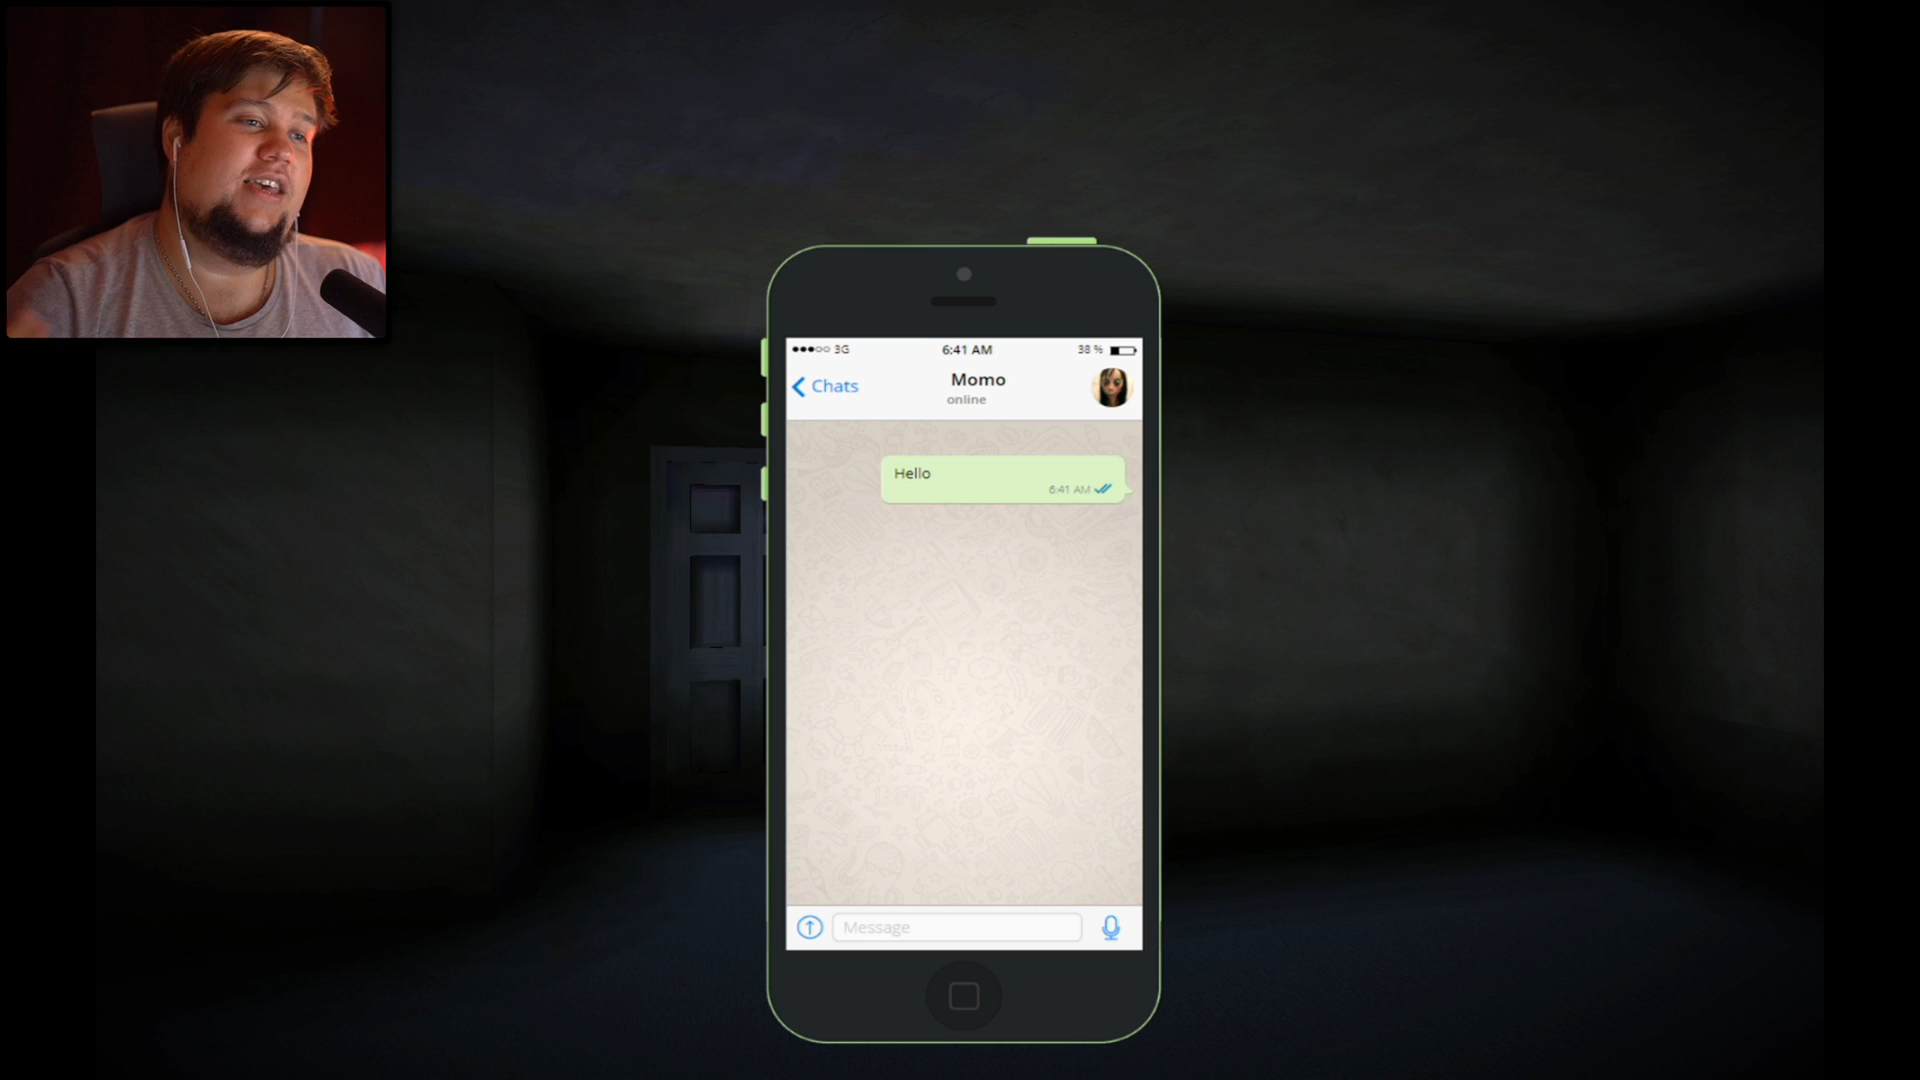 3G 6:41 AM 38 %
Chats
Momo
online
Hello
6:41 AM
Message